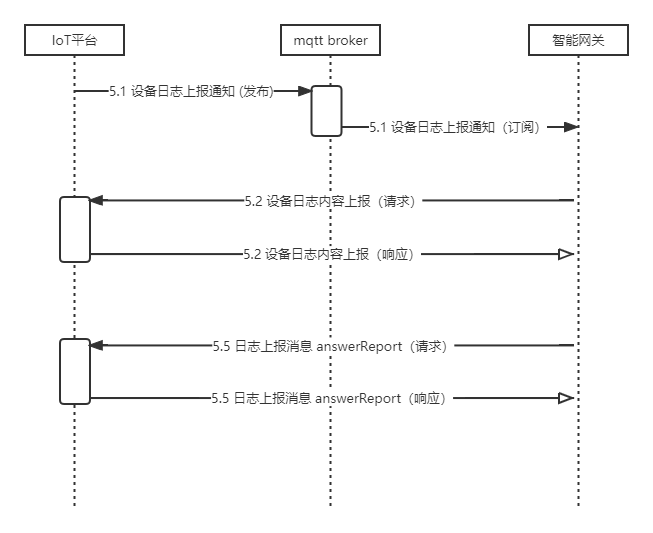 IoT平台
mqtt broker
智能网关
5.1 设备日志上报通知 (发布)
5.1 设备日志上报通知（订阅）
5.2 设备日志内容上报（请求）
5.2 设备日志内容上报（响应）
5.5 日志上报消息 answerReport（请求）
5.5 日志上报消息 answerReport（响应）